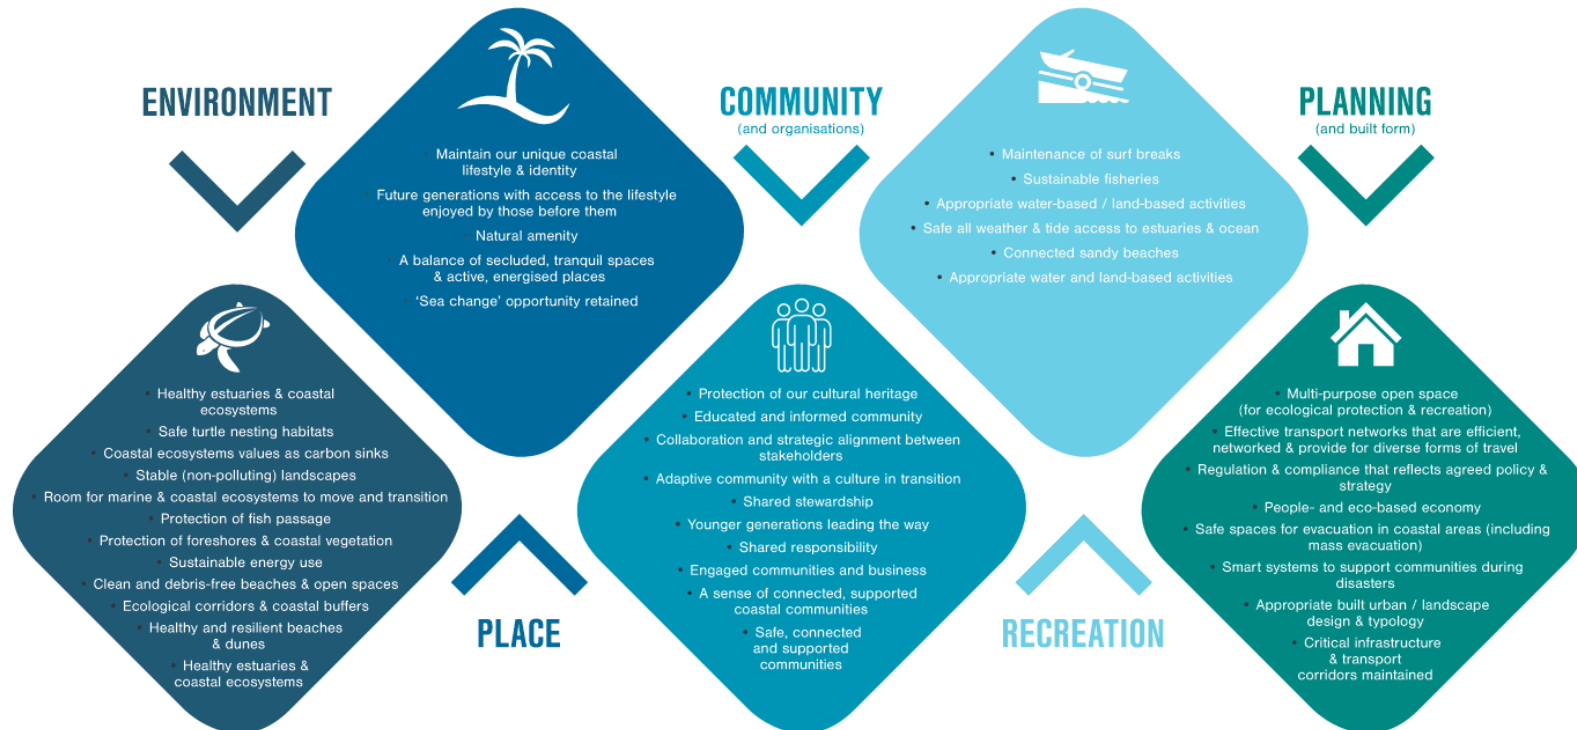 ENVIRONMENT
• Healthy estuaries & coastal
ecosystems
• Safe turtle nesting habitats
• Coastal ecosystems values as carbon sinks
• Stable (non-polluting) landscapes
• Room for marine & coastal ecosystems to move and transition
• Protection of fish passage
• Protection of foreshores & coastal vegetation
• Sustainable energy use
• Clean and debris-free beaches & open spaces
• Ecological corridors & coastal buffers
• Healthy and resilient beaches
& dunes
• Healthy estuaries &
coastal ecosystems
PLACE
• Maintain our unique coastal
lifestyle & identity
• Future generations with access to the lifestyle
enjoyed by those before them
• Natural amenity
• A balance of secluded, tranquil spaces
& active, energised places
• ‘Sea change’ opportunity retained
COMMUNITY
(and organisations)
• Protection of our cultural heritage
• Educated and informed community
• Collaboration and strategic alignment between
stakeholders
• Adaptive community with a culture in transition
• Shared stewardship
• Younger generations leading the way
• Shared responsibility
• Engaged communities and business
• A sense of connected, supported
coastal communities
• Safe, connected
and supported
communities
RECREATION
• Maintenance of surf breaks
• Sustainable fisheries
• Appropriate water-based / land-based activities
• Safe all weather & tide access to estuaries & ocean
• Connected sandy beaches
• Appropriate water and land-based activities
PLANNING
(and built form)
• Multi-purpose open space
(for ecological protection & recreation)
• Effective transport networks that are efficient,
networked & provide for diverse forms of travel
• Regulation & compliance that reflects agreed policy &
strategy
• People- and eco-based economy
• Safe spaces for evacuation in coastal areas (including
mass evacuation)
• Smart systems to support communities during
disasters
• Appropriate built urban / landscape
design & typology
• Critical infrastructure
& transport
corridors maintained